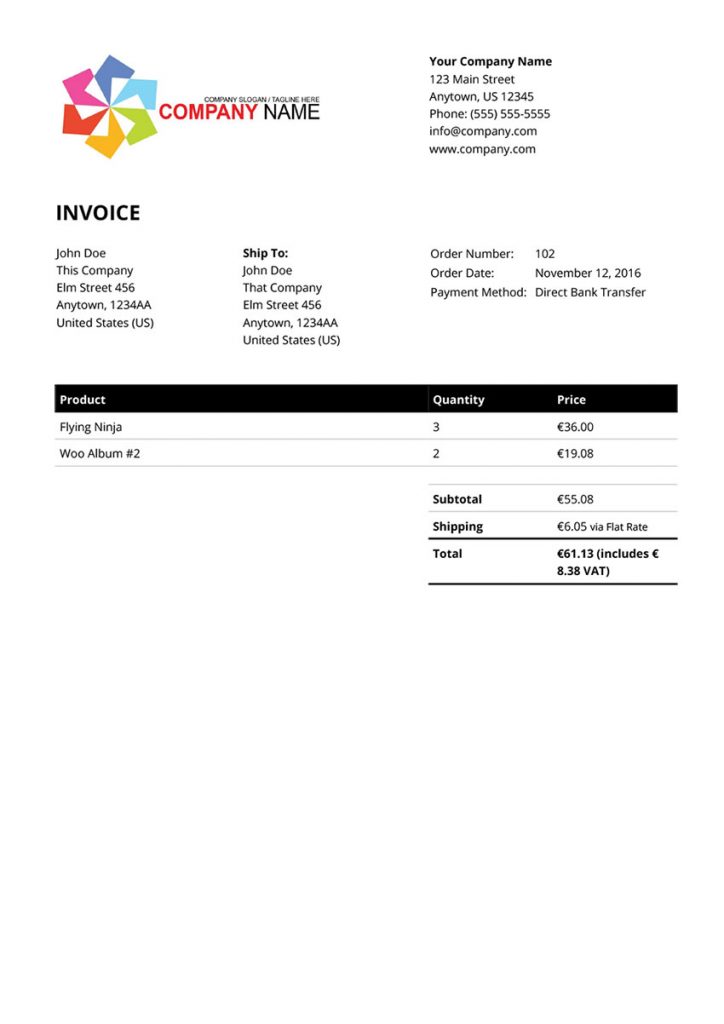 COMPANY SLOGAN / TAGLINE HERE
COMPANY NAME
Your Company Name
123 Main Street
Anytown, US 12345
Phone: (555) 555-5555
info@company.com
www.company.com
INVOICE
John Doe
This Company
Elm Street 456
Anytown, 1234AA
United States (US)
Ship To:
John Doe
That Company
Elm Street 456
Anytown, 1234AA
United States (US)
Order Number: 102
Order Date: November 12, 2016
Payment Method: Direct Bank Transfer
Product Quantity Price
Flying Ninja 3 €36.00
Woo Album #2 2 €19.08
Subtotal €55.08
Shipping €6.05 via Flat Rate
Total €61.13 (includes €
8.38 VAT)